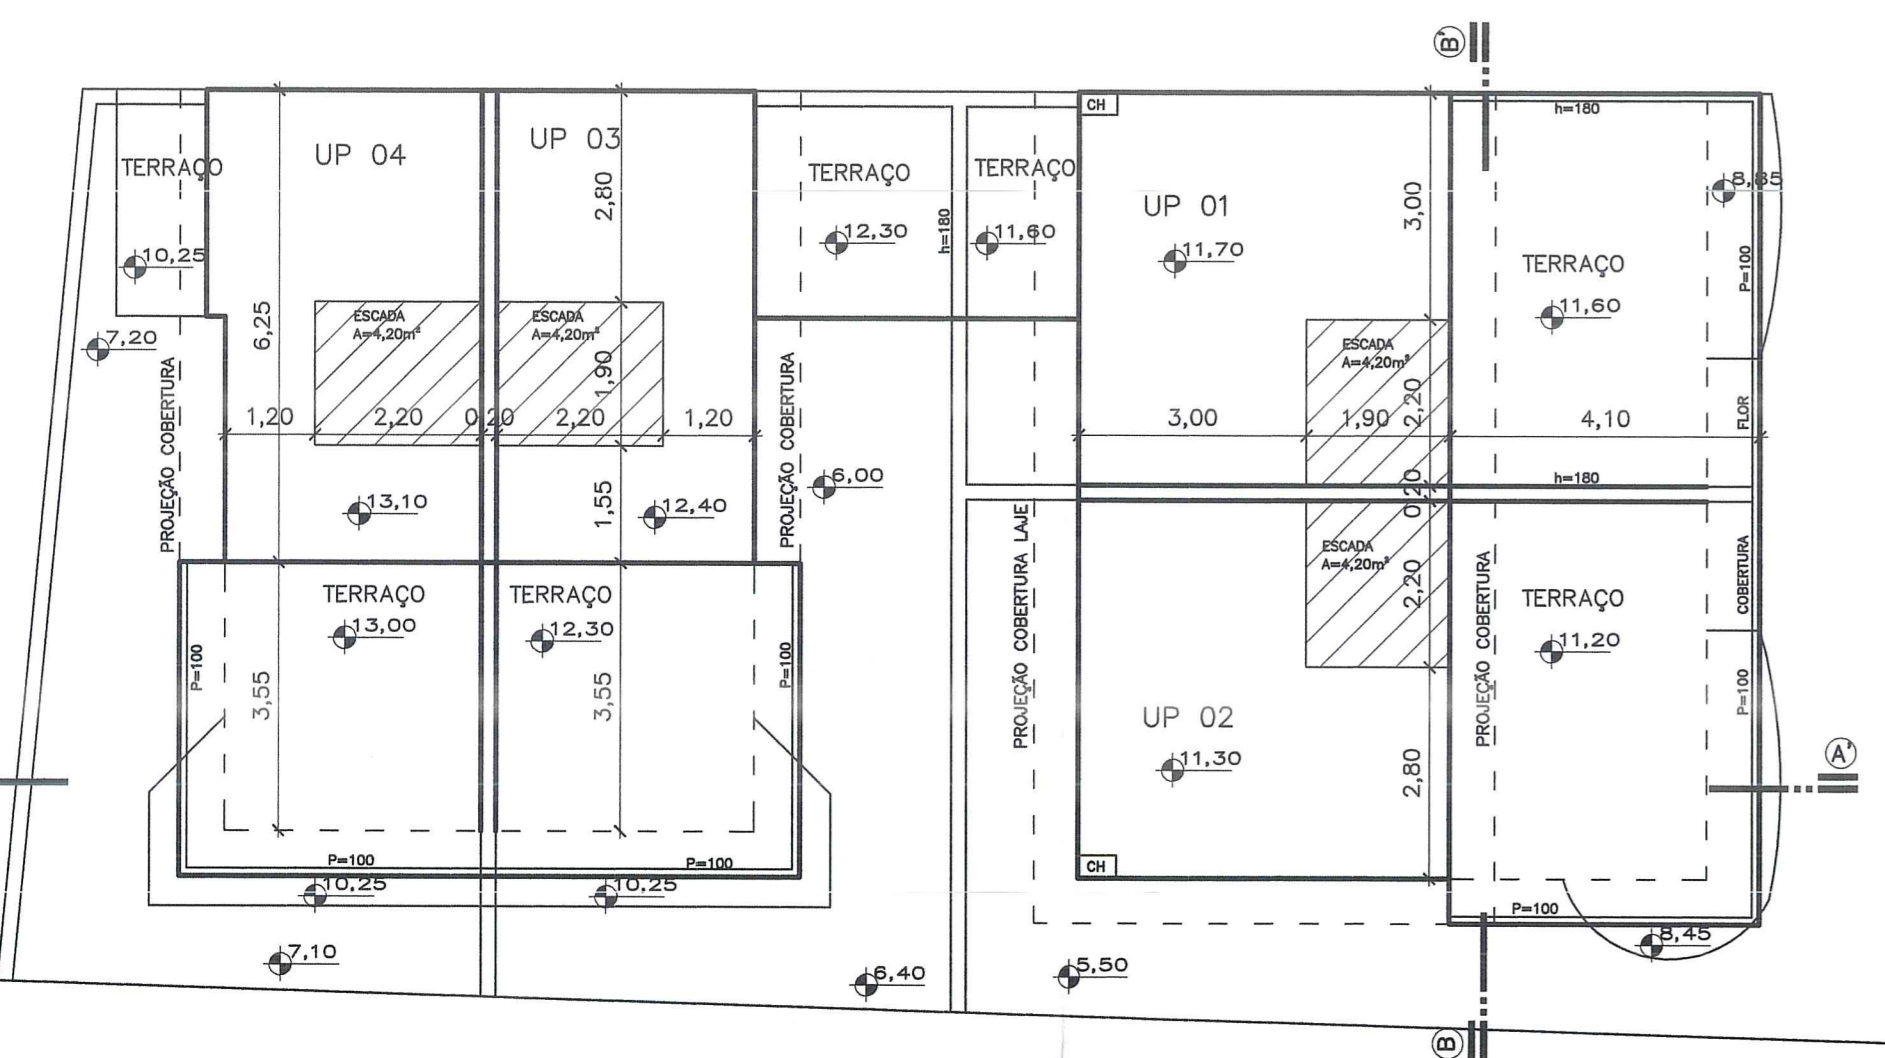 B'
CH
h=180
UP 04
UP 03
TERRAÇO
TERRAÇO
TERRAÇO
8,85
2,80
3,00
UP 01
10,25
12,30
h=180
11,60
11,70
TERRAÇO
P=100
11,60
6,25
ESCADA
A=4,20m²
ESCADA
A=4,20m²
7,20
ESCADA
A=4,20m²
1,90
2,20
PROJEÇÃO COBERTURA
PROJEÇÃO COBERTURA
1,20
2,20
0,20
2,20
1,20
3,00
1,90
4,10
FLOR
13,10
1,55
12,40
6,00
0,20
h=180
PROJEÇÃO COBERTURA LAJE
ESCADA
A=4,20m²
2,20
PROJEÇÃO COBERTURA
COBERTURA
TERRAÇO
TERRAÇO
TERRAÇO
13,00
12,30
11,20
P=100
3,55
3,55
P=100
P=100
UP 02
11,30
2,80
A'
P=100
P=100
CH
10,25
10,25
P=100
8,45
7,10
6,40
5,50
B